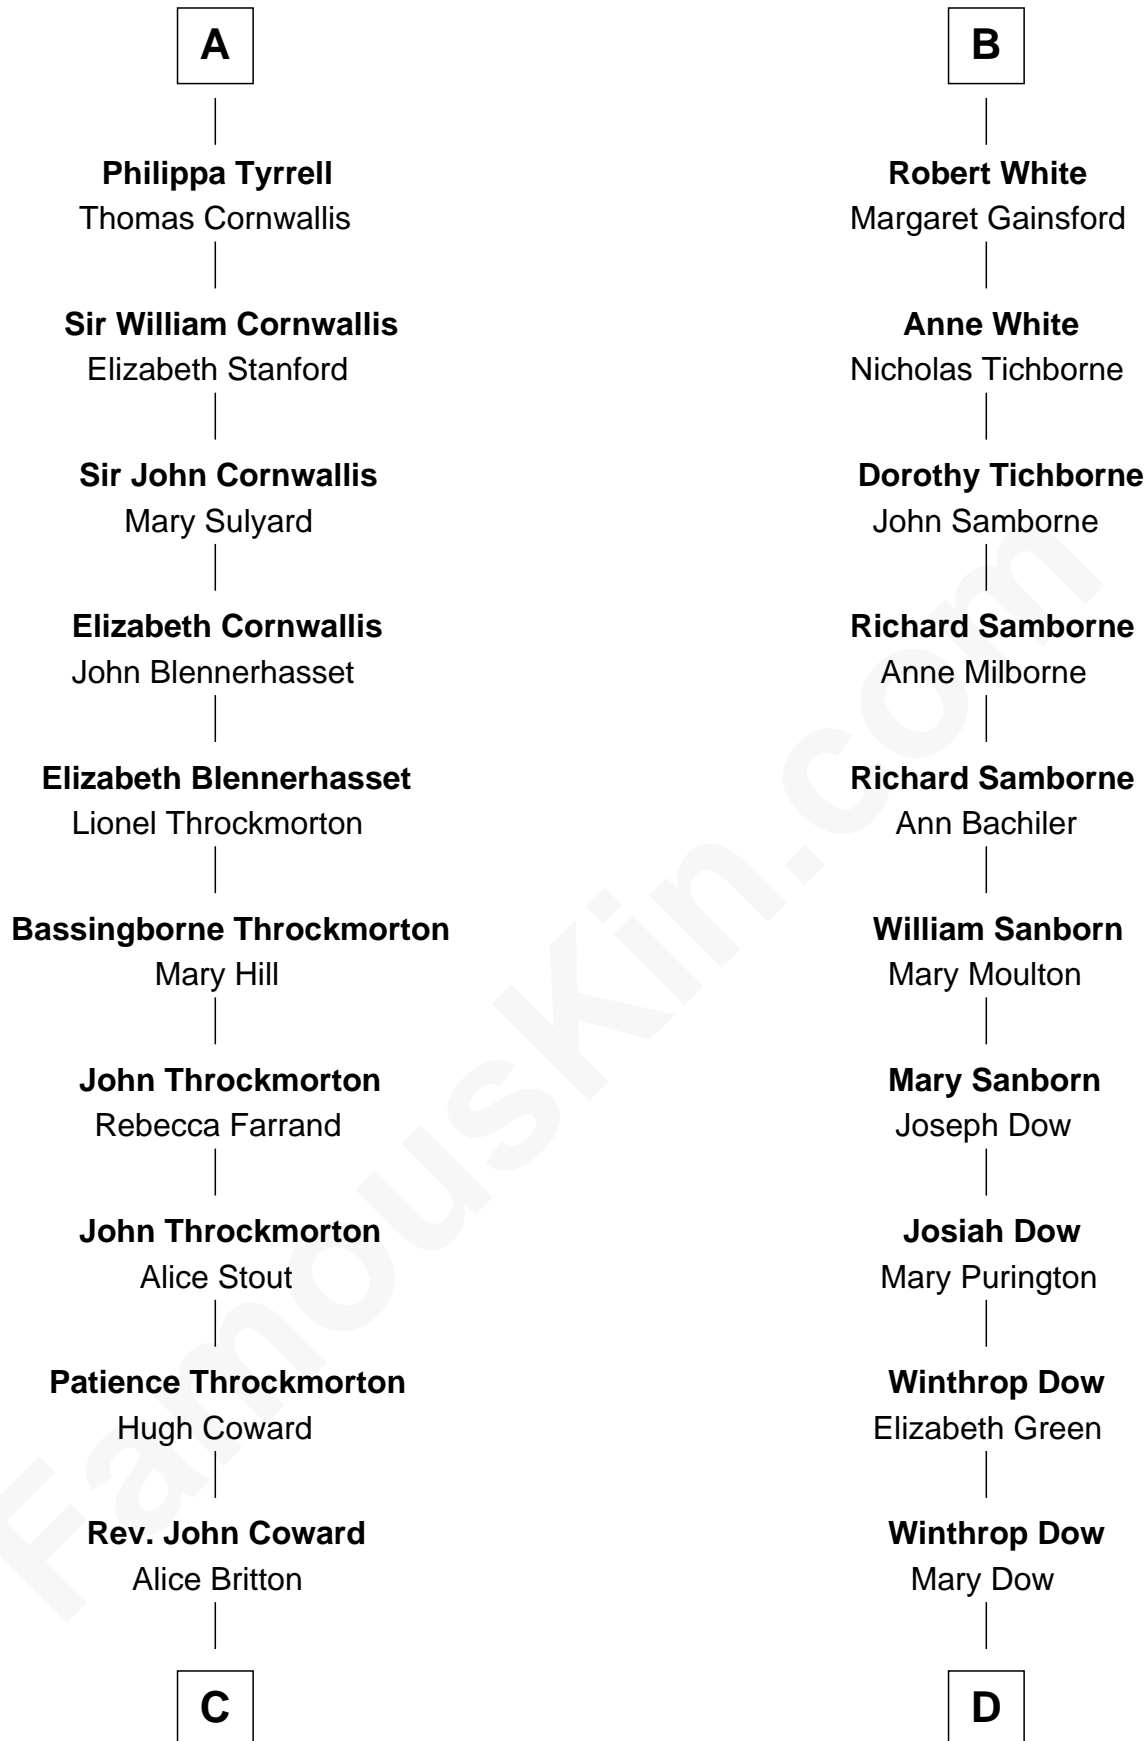 A
Philippa Tyrrell
Thomas Cornwallis
Sir William Cornwallis
Elizabeth Stanford
Sir John Cornwallis
Mary Sulyard
Elizabeth Cornwallis
John Blennerhasset
Elizabeth Blennerhasset
Lionel Throckmorton
Bassingborne Throckmorton
Mary Hill
John Throckmorton
Rebecca Farrand
John Throckmorton
Alice Stout
Patience Throckmorton
Hugh Coward
Rev. John Coward
Alice Britton
C
B
Robert White
Margaret Gainsford
Anne White
Nicholas Tichborne
Dorothy Tichborne
John Samborne
Richard Samborne
Anne Milborne
Richard Samborne
Ann Bachiler
William Sanborn
Mary Moulton
Mary Sanborn
Joseph Dow
Josiah Dow
Mary Purington
Winthrop Dow
Elizabeth Green
Winthrop Dow
Mary Dow
D
FamousKin.com